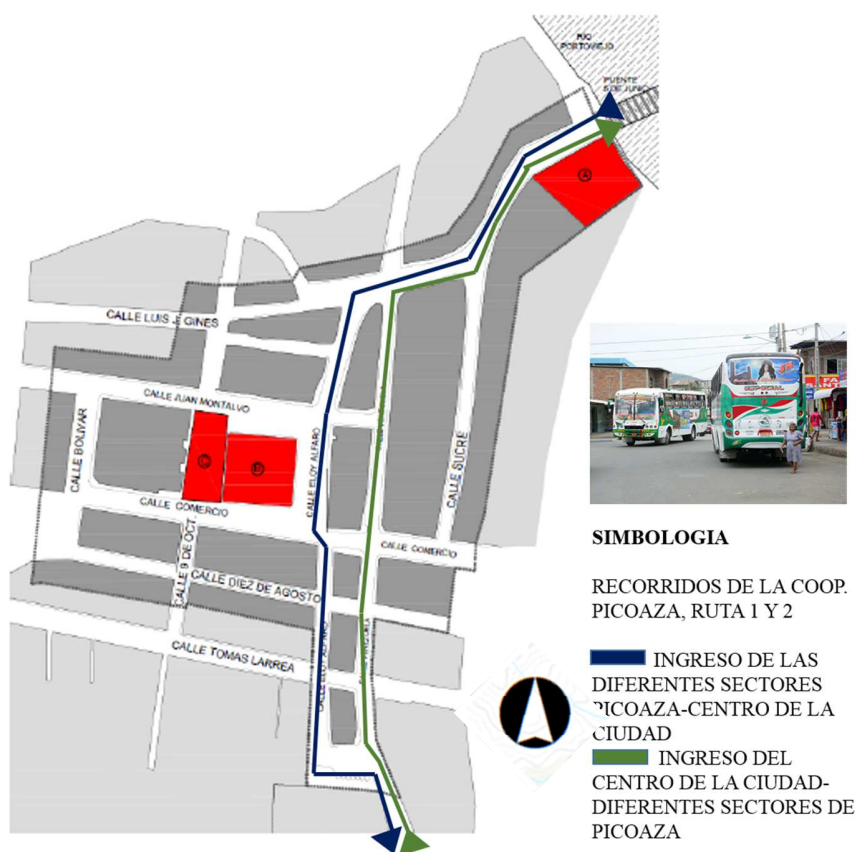 RIO
PORTOVIEJO
PUENTE
5 DE JUNIO
A
CALLE LUIS J. GINES
CALLE JUAN MONTALVO
CALLE BOLIVAR
C
CALLE ELOY ALFARO
CALLE SUCRE
CALLE COMERCIO
CALLE COMERCIO
CALLE 9 DE OCT.
CALLE DIEZ DE AGOSTO
CALLE TOMAS LARREA
CALLE ELOY ALFARO
SIMBOLOGIA
RECORRIDOS DE LA COOP.
PICOAZA, RUTA 1 Y 2
INGRESO DE LAS
DIFERENTES SECTORES
PICOAZA-CENTRO DE LA
CIUDAD
INGRESO DEL
CENTRO DE LA CIUDAD-
DIFERENTES SECTORES DE
PICOAZA